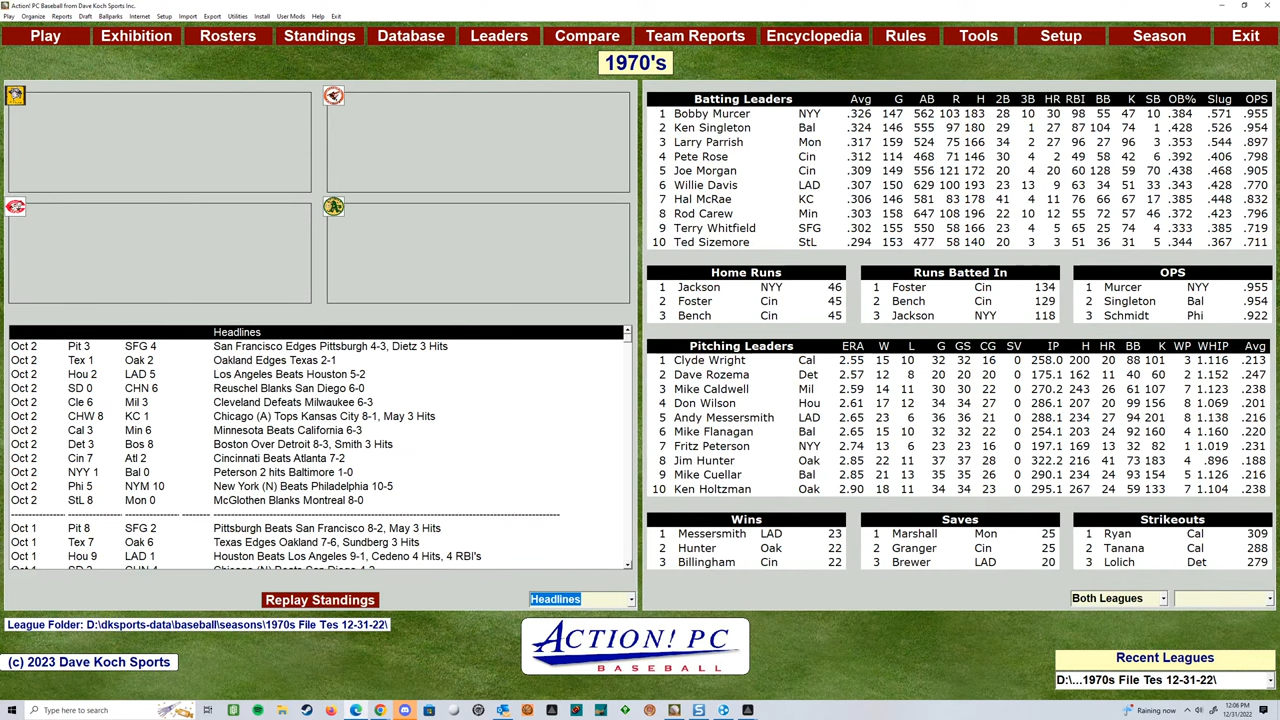 Action! PC Baseball from Dave Koch Sports Inc.
Play Organize Reports Draft Ballparks Internet Setup Import Export Utilities Install User Mods Help Exit
Play Exhibition Rosters Standings Database Leaders Compare Team Reports Encyclopedia Rules Tools Setup Season Exit
1970's
Batting Leaders Avg G AB R H 2B 3B HR RBI BB K SB OB% Slug OPS
1 Bobby Murcer NYY .326 147 562 103 183 28 10 30 98 55 47 10 .384 .571 .955
2 Ken Singleton Bal .324 146 555 97 180 29 1 27 87 104 74 1 .428 .526 .954
3 Larry Parrish Mon .317 159 524 75 166 34 2 27 96 27 96 3 .353 .544 .897
4 Pete Rose Cin .312 114 468 71 146 30 4 2 49 58 42 6 .392 .406 .798
5 Joe Morgan Cin .309 149 556 121 172 20 4 20 60 128 59 70 .438 .468 .905
6 Willie Davis LAD .307 150 629 100 193 23 13 9 63 34 51 33 .343 .428 .770
7 Hal McRae KC .306 146 581 83 178 41 4 11 76 66 67 17 .385 .448 .832
8 Rod Carew Min .303 158 647 108 196 22 10 12 55 72 57 46 .372 .423 .796
9 Terry Whitfield SFG .302 155 550 58 166 23 4 5 65 25 74 4 .333 .385 .719
10 Ted Sizemore StL .294 153 477 58 140 20 3 3 51 36 31 5 .344 .367 .711
Home Runs
1 Jackson NYY 46
2 Foster Cin 45
3 Bench Cin 45
Runs Batted In
1 Foster Cin 134
2 Bench Cin 129
3 Jackson NYY 118
OPS
1 Murcer NYY .955
2 Singleton Bal .954
3 Schmidt Phi .922
Headlines
Oct 2 Pit 3 SFG 4 San Francisco Edges Pittsburgh 4-3, Dietz 3 Hits
Oct 2 Tex 1 Oak 2 Oakland Edges Texas 2-1
Oct 2 Hou 2 LAD 5 Los Angeles Beats Houston 5-2
Oct 2 SD 0 CHN 6 Reuschel Blanks San Diego 6-0
Oct 2 Cle 6 Mil 3 Cleveland Defeats Milwaukee 6-3
Oct 2 CHW 8 KC 1 Chicago (A) Tops Kansas City 8-1, May 3 Hits
Oct 2 Cal 3 Min 6 Minnesota Beats California 6-3
Oct 2 Det 3 Bos 8 Boston Over Detroit 8-3, Smith 3 Hits
Oct 2 Cin 7 Atl 2 Cincinnati Beats Atlanta 7-2
Oct 2 NYY 1 Bal 0 Peterson 2 hits Baltimore 1-0
Oct 2 Phi 5 NYM 10 New York (N) Beats Philadelphia 10-5
Oct 2 StL 8 Mon 0 McGlothen Blanks Montreal 8-0
Oct 1 Pit 8 SFG 2 Pittsburgh Beats San Francisco 8-2, May 3 Hits
Oct 1 Tex 7 Oak 6 Texas Edges Oakland 7-6, Sundberg 3 Hits
Oct 1 Hou 9 LAD 1 Houston Beats Los Angeles 9-1, Cedeno 4 Hits, 4 RBI's
Oct 1 SD 2 CHN 4 Chicago (N) Beats San Diego 4-2
Pitching Leaders ERA W L G GS CG SV IP H HR BB K WP WHIP Avg
1 Clyde Wright Cal 2.55 15 10 32 32 16 0 258.0 200 20 88 101 3 1.116 .213
2 Dave Rozema Det 2.57 12 8 20 20 20 0 175.1 162 11 40 60 2 1.152 .247
3 Mike Caldwell Mil 2.59 14 11 30 30 22 0 270.2 243 26 61 107 7 1.123 .238
4 Don Wilson Hou 2.61 17 12 34 34 27 0 286.1 207 20 99 156 8 1.069 .201
5 Andy Messersmith LAD 2.65 23 6 36 36 21 0 288.1 234 27 94 201 8 1.138 .216
6 Mike Flanagan Bal 2.65 15 10 32 32 22 0 254.1 203 24 92 160 4 1.160 .220
7 Fritz Peterson NYY 2.74 13 6 23 23 16 0 197.1 169 13 32 82 1 1.019 .231
8 Jim Hunter Oak 2.85 22 11 37 37 28 0 322.2 216 41 73 183 4 .896 .188
9 Mike Cuellar Bal 2.85 21 13 34 34 25 0 290.1 234 24 93 154 5 1.126 .216
10 Ken Holtzman Oak 2.90 18 11 34 34 23 0 295.1 267 24 59 133 7 1.104 .238
Wins
1 Messersmith LAD 23
2 Hunter Oak 22
3 Billingham Cin 22
Saves
1 Marshall Mon 25
2 Granger Cin 25
3 Brewer LAD 20
Strikeouts
1 Ryan Cal 309
2 Tanana Cal 288
3 Lolich Det 279
Replay Standings
Headlines
Both Leagues
League Folder: D:\dksports-data\baseball\seasons\1970s File Tes 12-31-22\
(c) 2023 Dave Koch Sports
ACTION! PC
BASEBALL
Recent Leagues
D:\...1970s File Tes 12-31-22\
Type here to search
Raining now
12:06 PM
12/31/2022